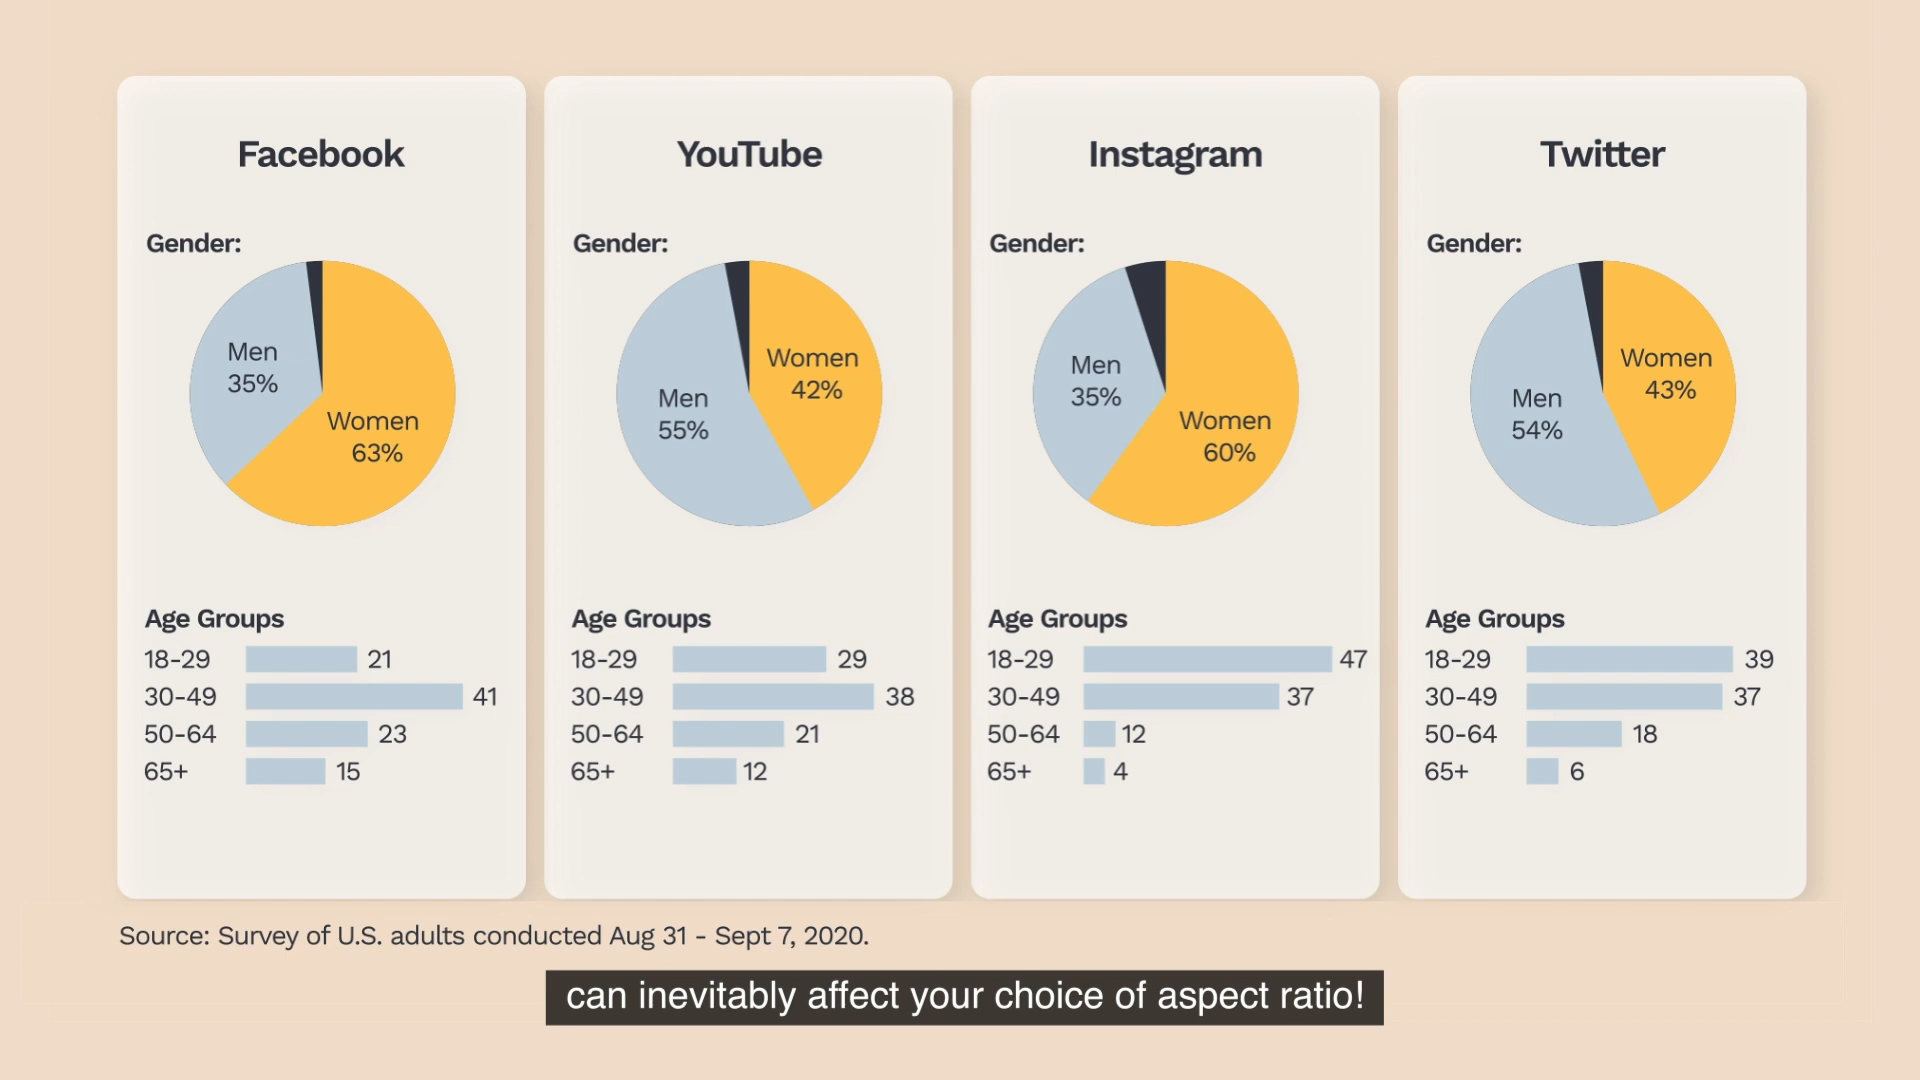 Facebook
Gender:
Men
35%
Women
63%
Age Groups
18-29 21
30-49 41
50-64 23
65+ 15
YouTube
Gender:
Women
42%
Men
55%
Age Groups
18-29 29
30-49 38
50-64 21
65+ 12
Instagram
Gender:
Men
35%
Women
60%
Age Groups
18-29 47
30-49 37
50-64 12
65+ 4
Twitter
Gender:
Women
43%
Men
54%
Age Groups
18-29 39
30-49 37
50-64 18
65+ 6
Source: Survey of U.S. adults conducted Aug 31 - Sept 7, 2020.
can inevitably affect your choice of aspect ratio!